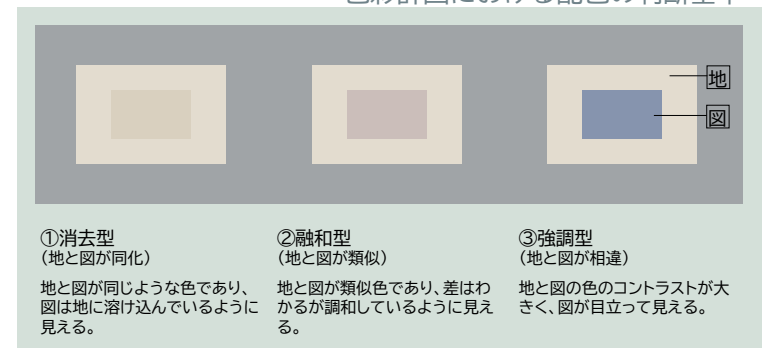 地
図
①消去型
（地と図が同化）
地と図が同じような色であり、
図は地に溶け込んでいるように
見える。
②融和型
（地と図が類似）
地と図が類似色であり、差はわ
かるが調和しているように見え
る。
③強調型
（地と図が相違）
地と図の色のコントラストが大
きく、図が目立って見える。